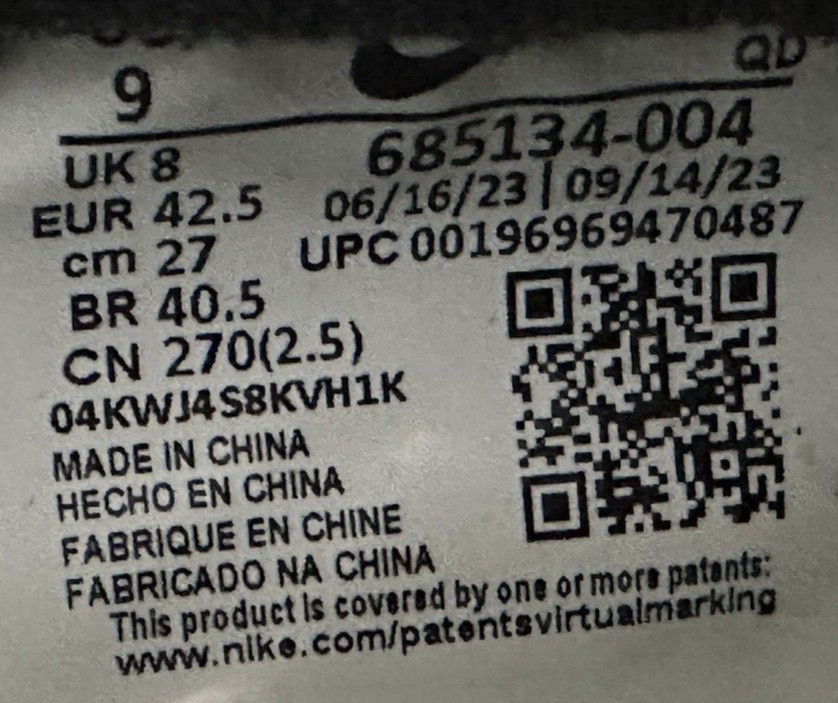 QD
9
685134-004
UK 8
06/16/23 | 09/14/23
EUR 42.5
UPC 00196969470487
cm 27
BR 40.5
CN 270(2.5)
04KWJ4S8KVH1K
MADE IN CHINA
HECHO EN CHINA
FABRIQUE EN CHINE
FABRICADO NA CHINA
This product is covered by one or more patents:
www.nike.com/patentsvirtualmarking